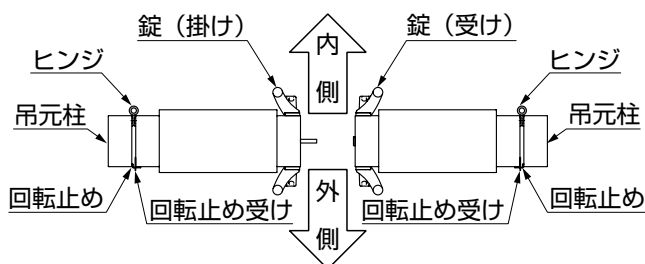 錠（掛け）
内側
錠（受け）
ヒンジ
ヒンジ
吊元柱
吊元柱
回転止め
回転止め受け
外側
回転止め受け
回転止め